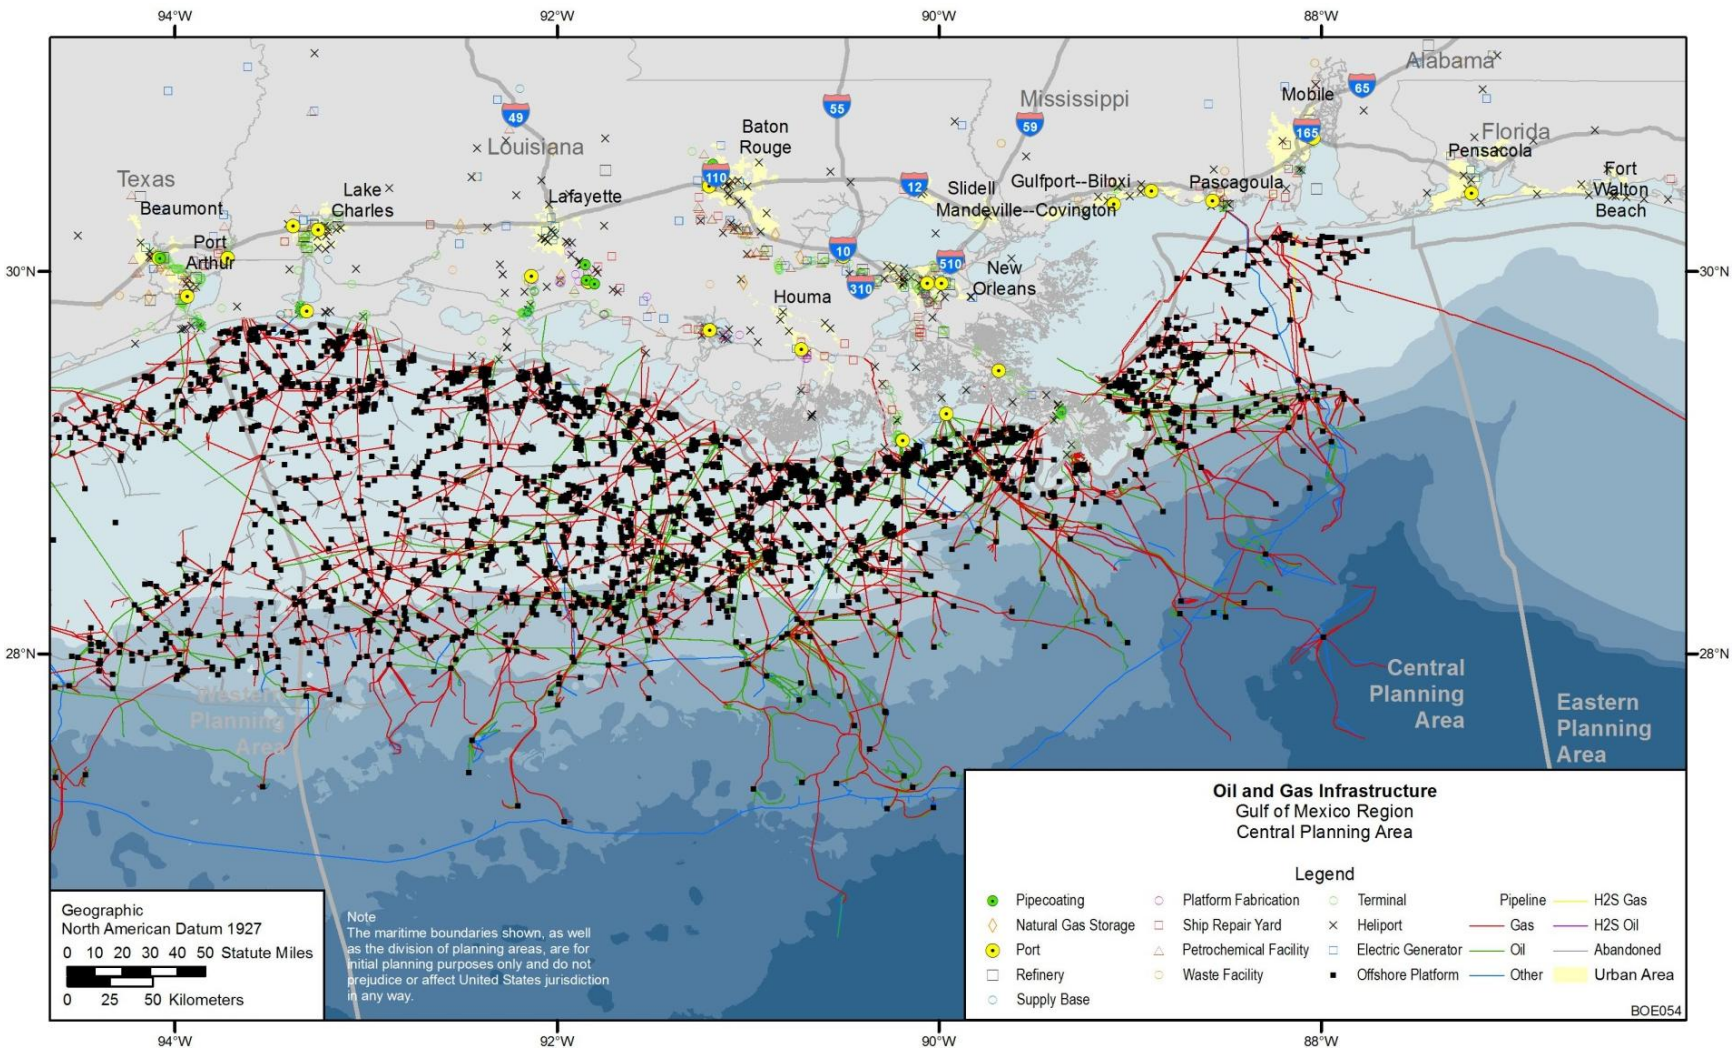 94°W
92°W
90°W
88°W
Alabama
65
Mobile
Mississippi
49
55
59
165
Baton
Rouge
Florida
Louisiana
Pensacola
Texas
110
12
Slidell
Gulfport--Biloxi
Pascagoula
Fort
Walton
Beach
Lake
Charles
Lafayette
Mandeville--Covington
Beaumont
Port
Arthur
10
510
New
Orleans
30°N
30°N
310
Houma
28°N
28°N
Western
Planning
Area
Central
Planning
Area
Eastern
Planning
Area
Oil and Gas Infrastructure
Gulf of Mexico Region
Central Planning Area
Legend
Pipecoating
Natural Gas Storage
Port
Refinery
Supply Base
Platform Fabrication
Ship Repair Yard
Petrochemical Facility
Waste Facility
Terminal
Heliport
Electric Generator
Offshore Platform
Pipeline
Gas
Oil
Other
H2S Gas
H2S Oil
Abandoned
Urban Area
BOE054
Geographic
North American Datum 1927
0 10 20 30 40 50 Statute Miles
0 25 50 Kilometers
Note
The maritime boundaries shown, as well
as the division of planning areas, are for
initial planning purposes only and do not
prejudice or affect United States jurisdiction
in any way.
94°W
92°W
90°W
88°W